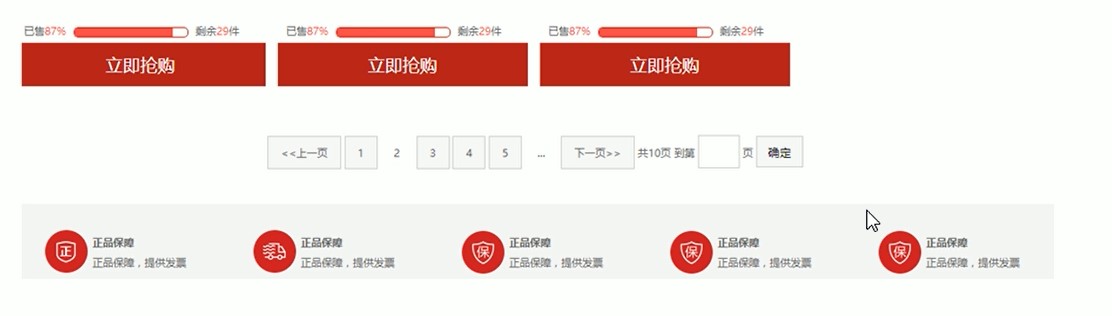 已售87% 剩余29件 已售87% 剩余29件 已售87% 剩余29件
立即抢购 立即抢购 立即抢购
<<上一页 1 2 3 4 5 ... 下一页>> 共10页 到第 页 确定
正 正品保障 正品保障 保 正品保障 保 正品保障 保 正品保障
正品保障，提供发票 正品保障，提供发票 正品保障，提供发票 正品保障，提供发票 正品保障，提供发票